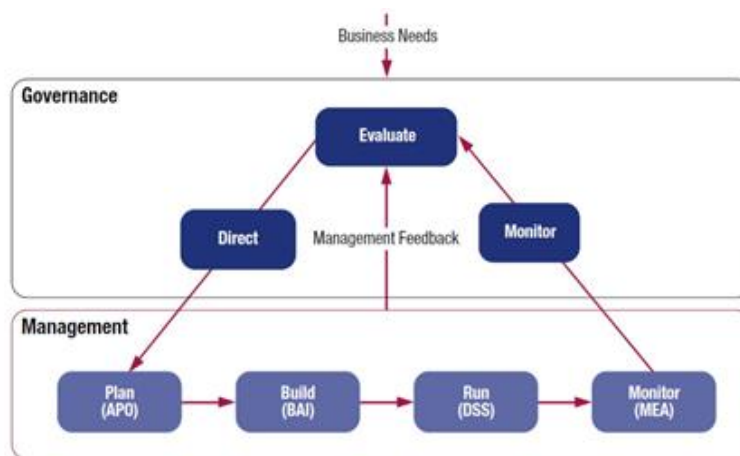 Business Needs
Governance
Evaluate
Direct
Management Feedback
Monitor
Management
Plan
(APO)
Build
(BAI)
Run
(DSS)
Monitor
(MEA)